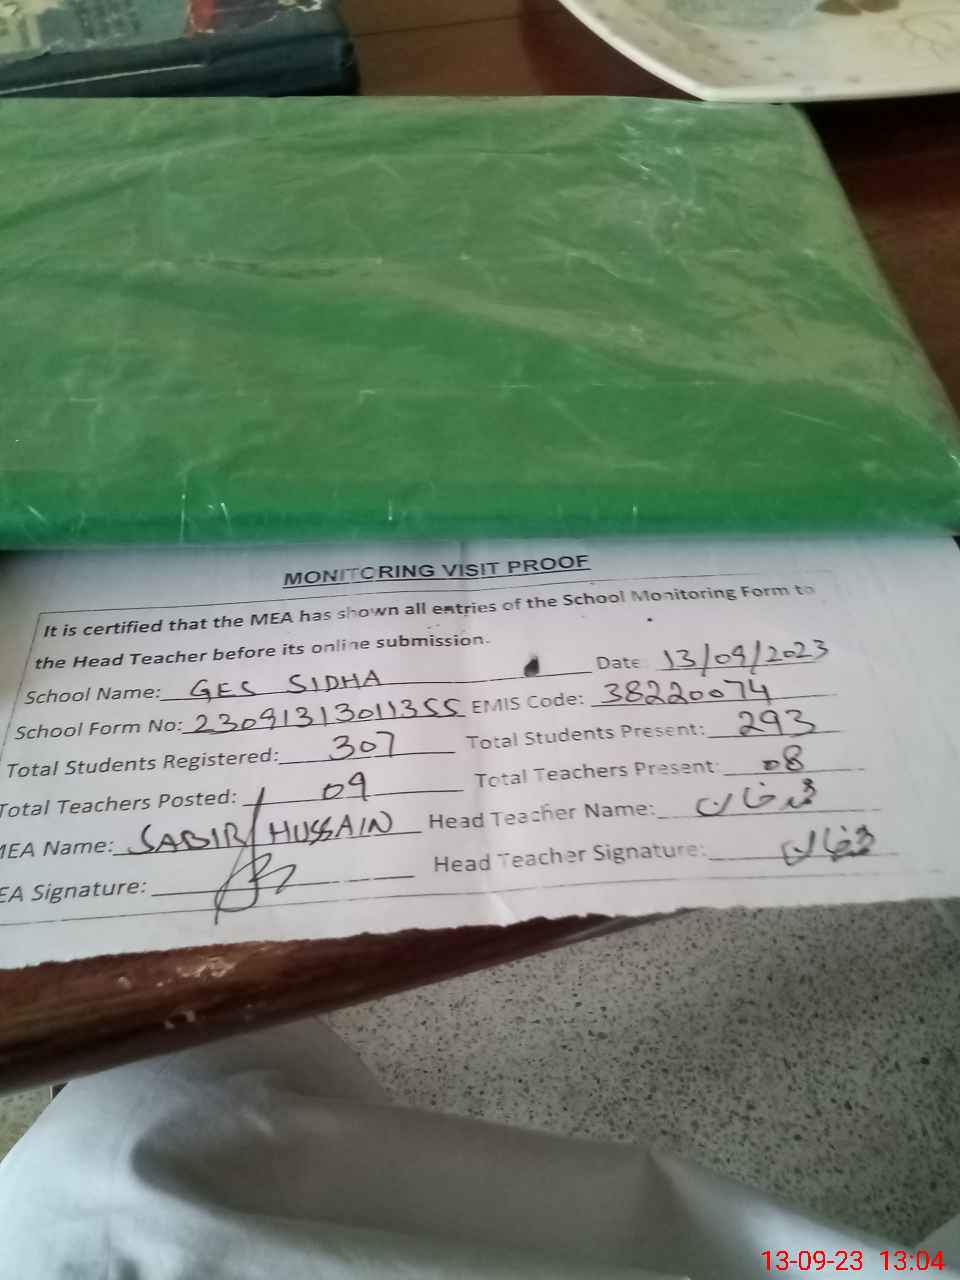 MONITORING VISIT PROOF
It is certified that the MEA has shown all entries of the School Monitoring Form to
the Head Teacher before its online submission.
School Name: GES SIDHA Date: 13/09/2023
School Form No: 23091313011355 EMIS Code: 38220074
Total Students Registered: 307 Total Students Present: 293
Total Teachers Posted: 09 Total Teachers Present: 08
MEA Name: SABIR HUSSAIN Head Teacher Name:
EA Signature: Head Teacher Signature:
13-09-23 13:04